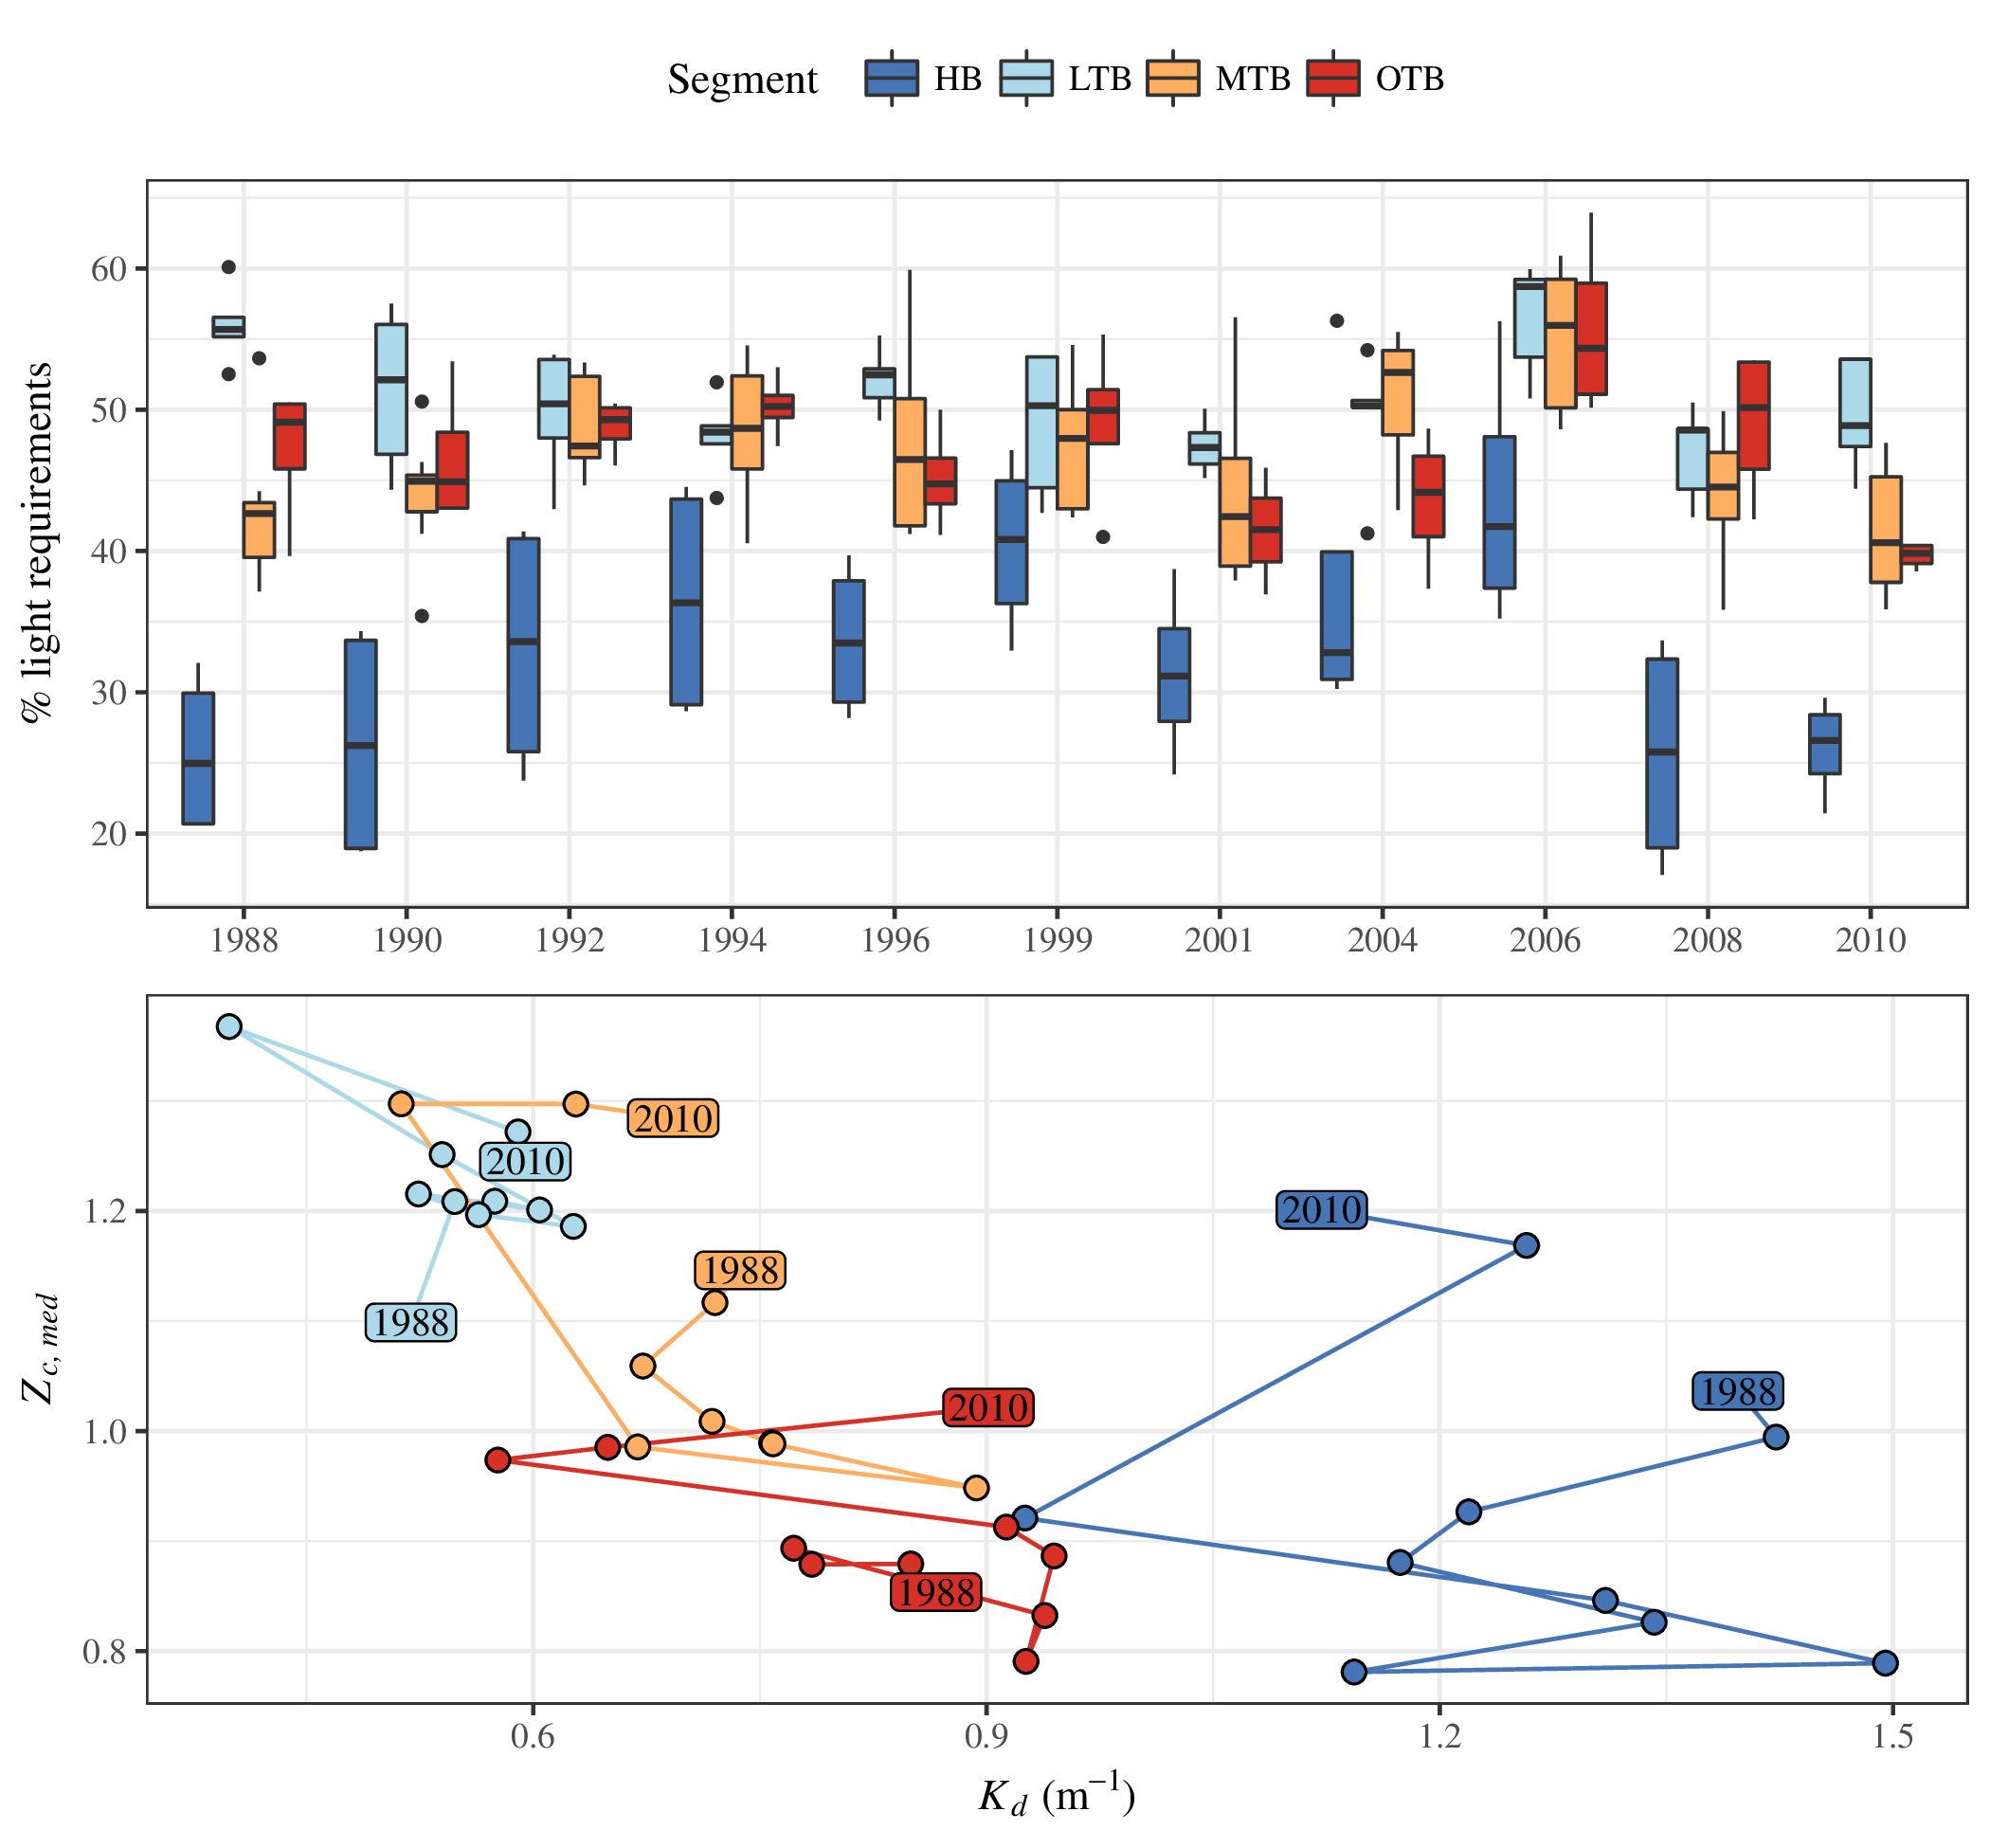 Segment HB LTB MTB OTB
% light requirements
60
50
40
30
20
1988 1990 1992 1994 1996 1999 2001 2004 2006 2008 2010
Z c, med
1.2
1.0
0.8
2010
2010
2010
1988
1988
1988
2010
1988
0.6 0.9 1.2 1.5
K d (m−1)